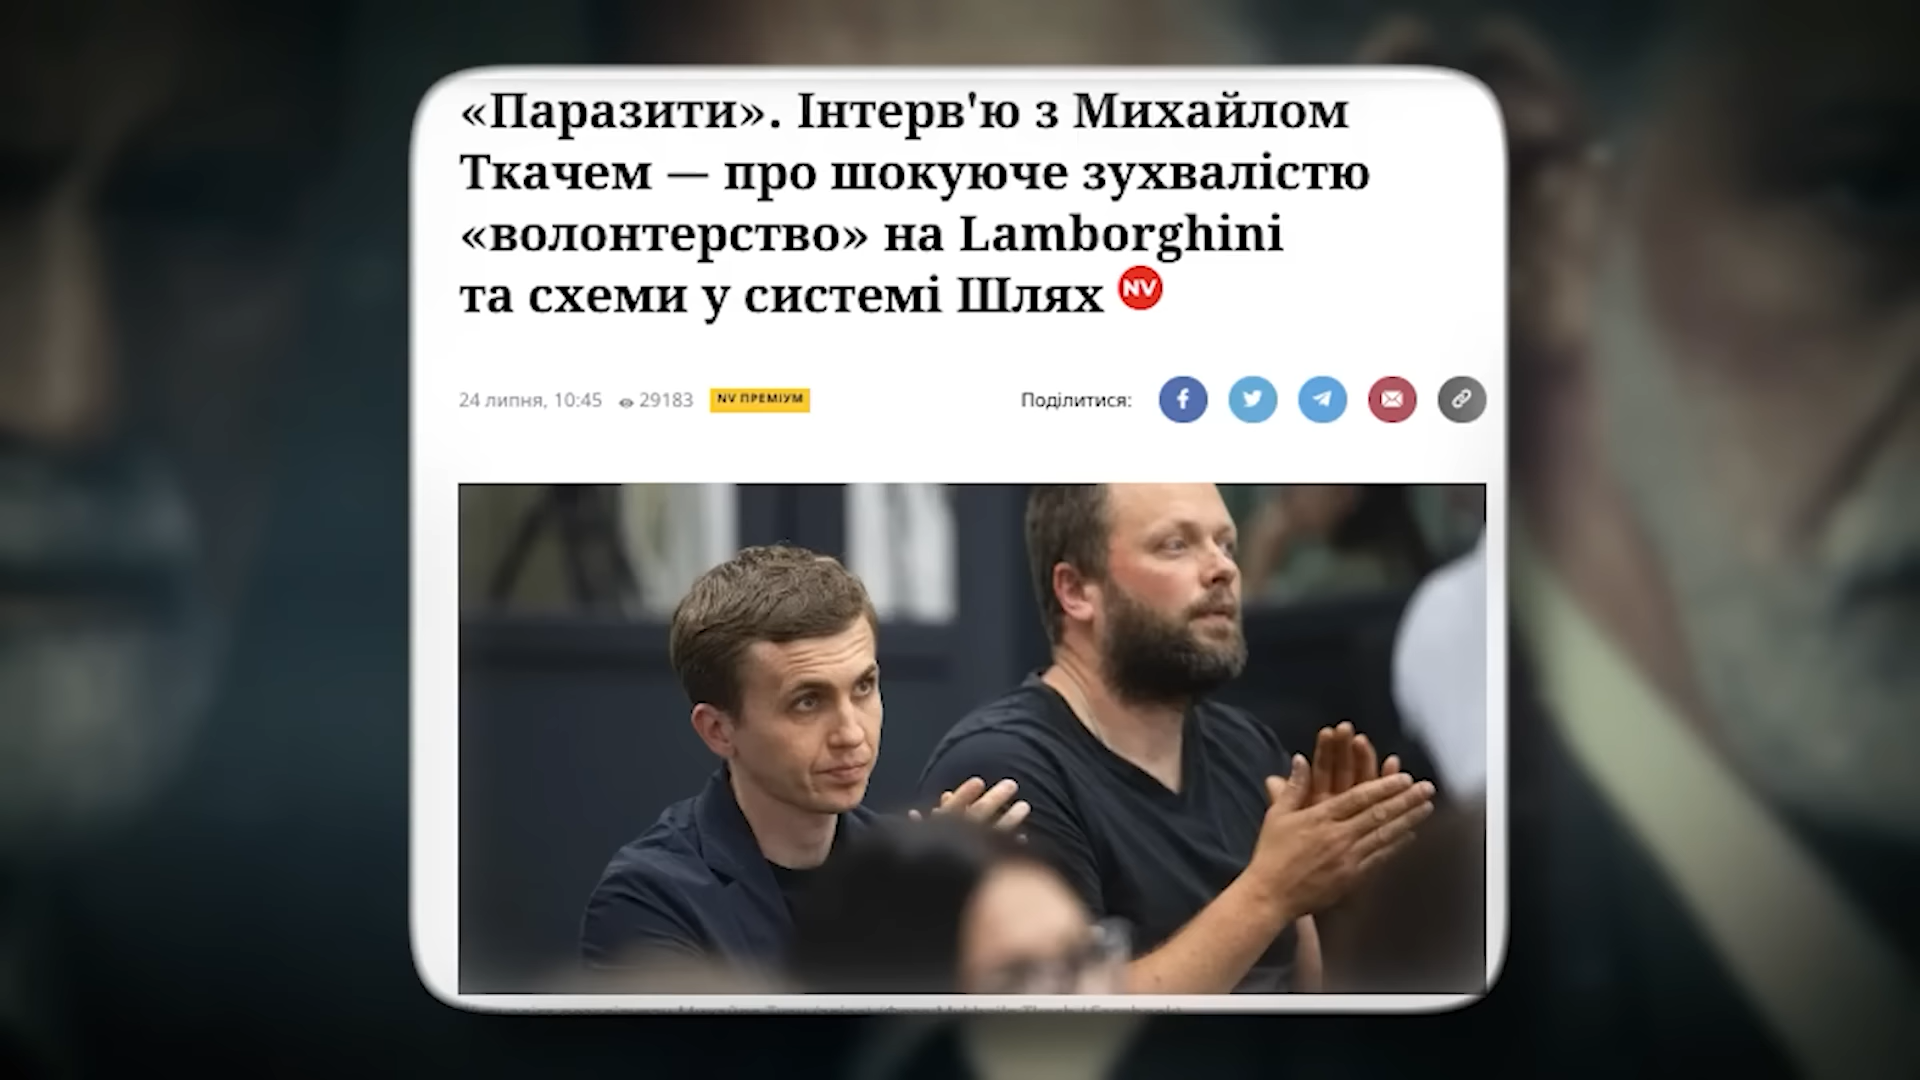 «Паразити». Інтерв'ю з Михайлом
Ткачем — про шокуюче зухвалістю
«волонтерство» на Lamborghini
та схеми у системі Шлях NV
24 липня, 10:45 29183 NV ПРЕМІУМ
Поділитися: